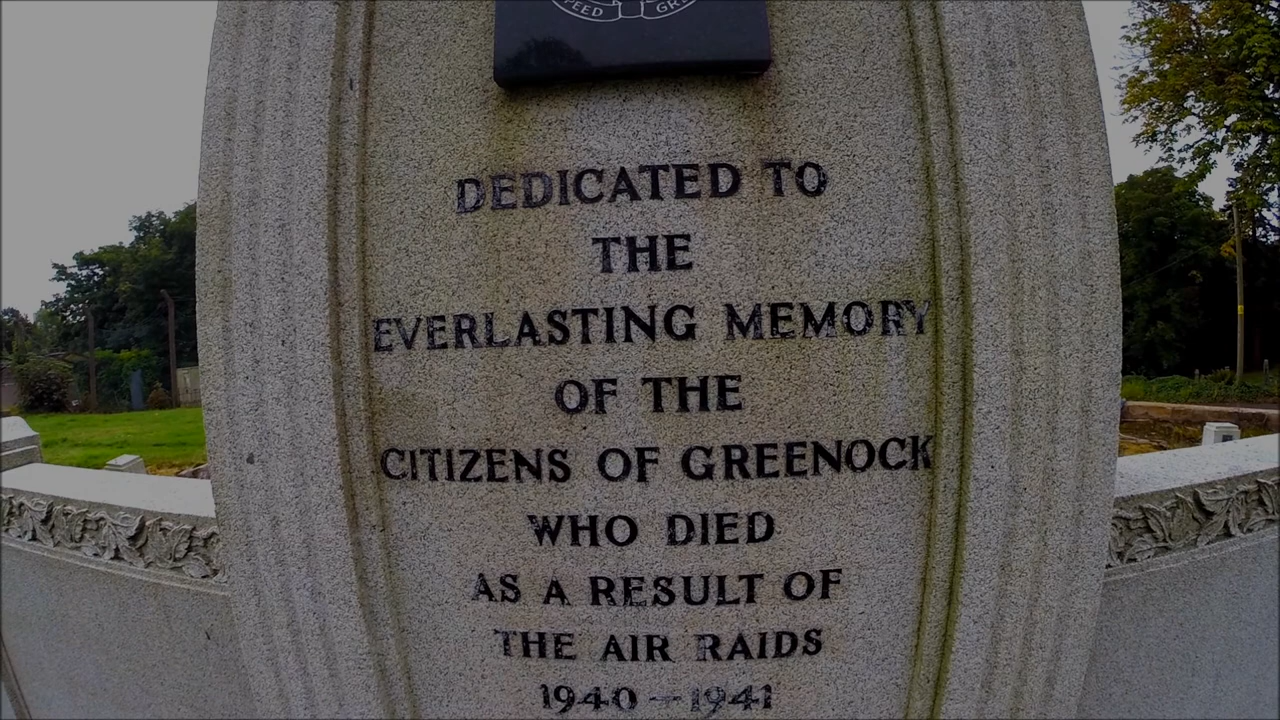 DEDICATED TO
THE
EVERLASTING MEMORY
OF THE
CITIZENS OF GREENOCK
WHO DIED
AS A RESULT OF
THE AIR RAIDS
1940 — 1941